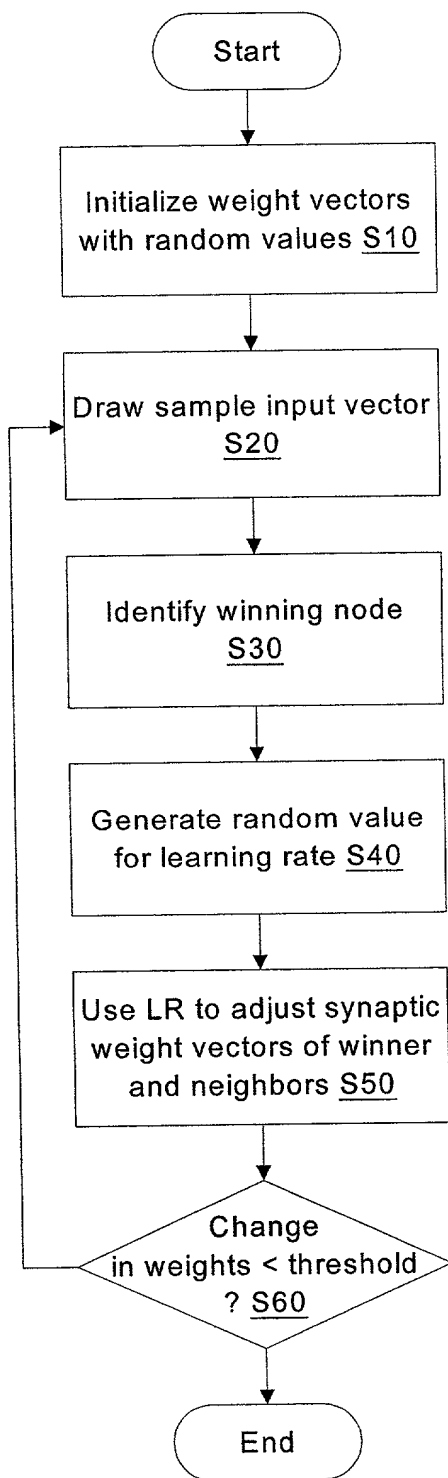 Start
Initialize weight vectors
with random values S10
Draw sample input vector
S20
Identify winning node
S30
Generate random value
for learning rate S40
Use LR to adjust synaptic
weight vectors of winner
and neighbors S50
Change
in weights < threshold
? S60
End